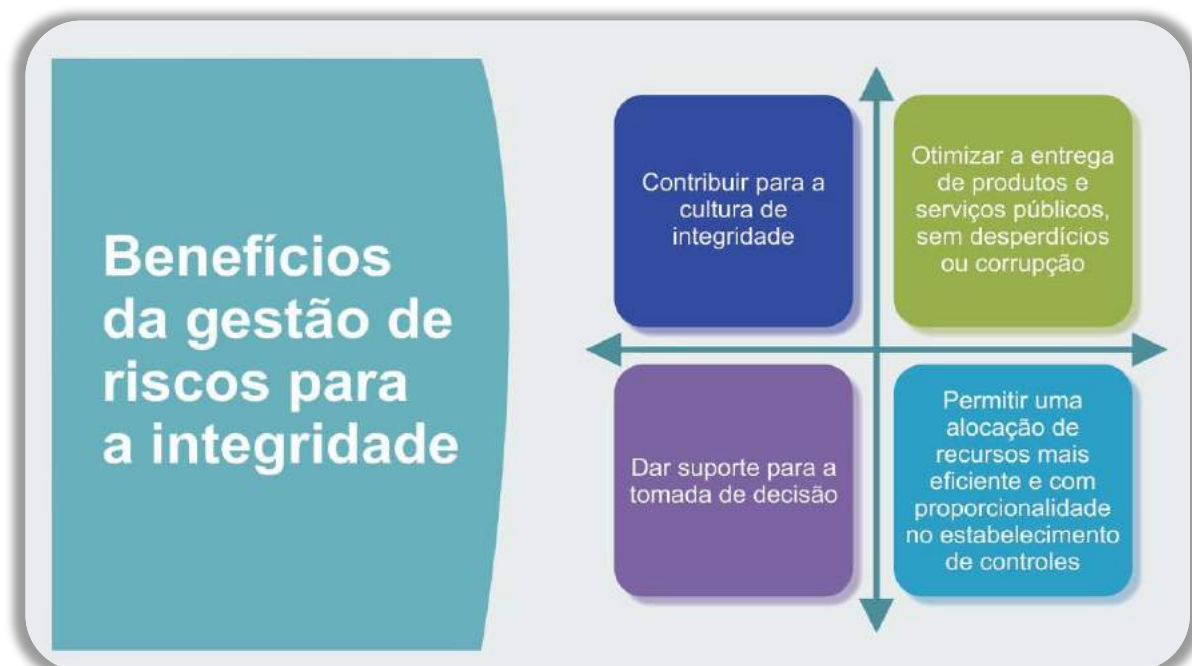 Benefícios
da gestão de
riscos para
a integridade
Contribuir para a
cultura de
integridade
Otimizar a entrega
de produtos e
serviços públicos,
sem desperdícios
ou corrupção
Dar suporte para a
tomada de decisão
Permitir uma
alocação de
recursos mais
eficiente e com
proporcionalidade
no estabelecimento
de controles